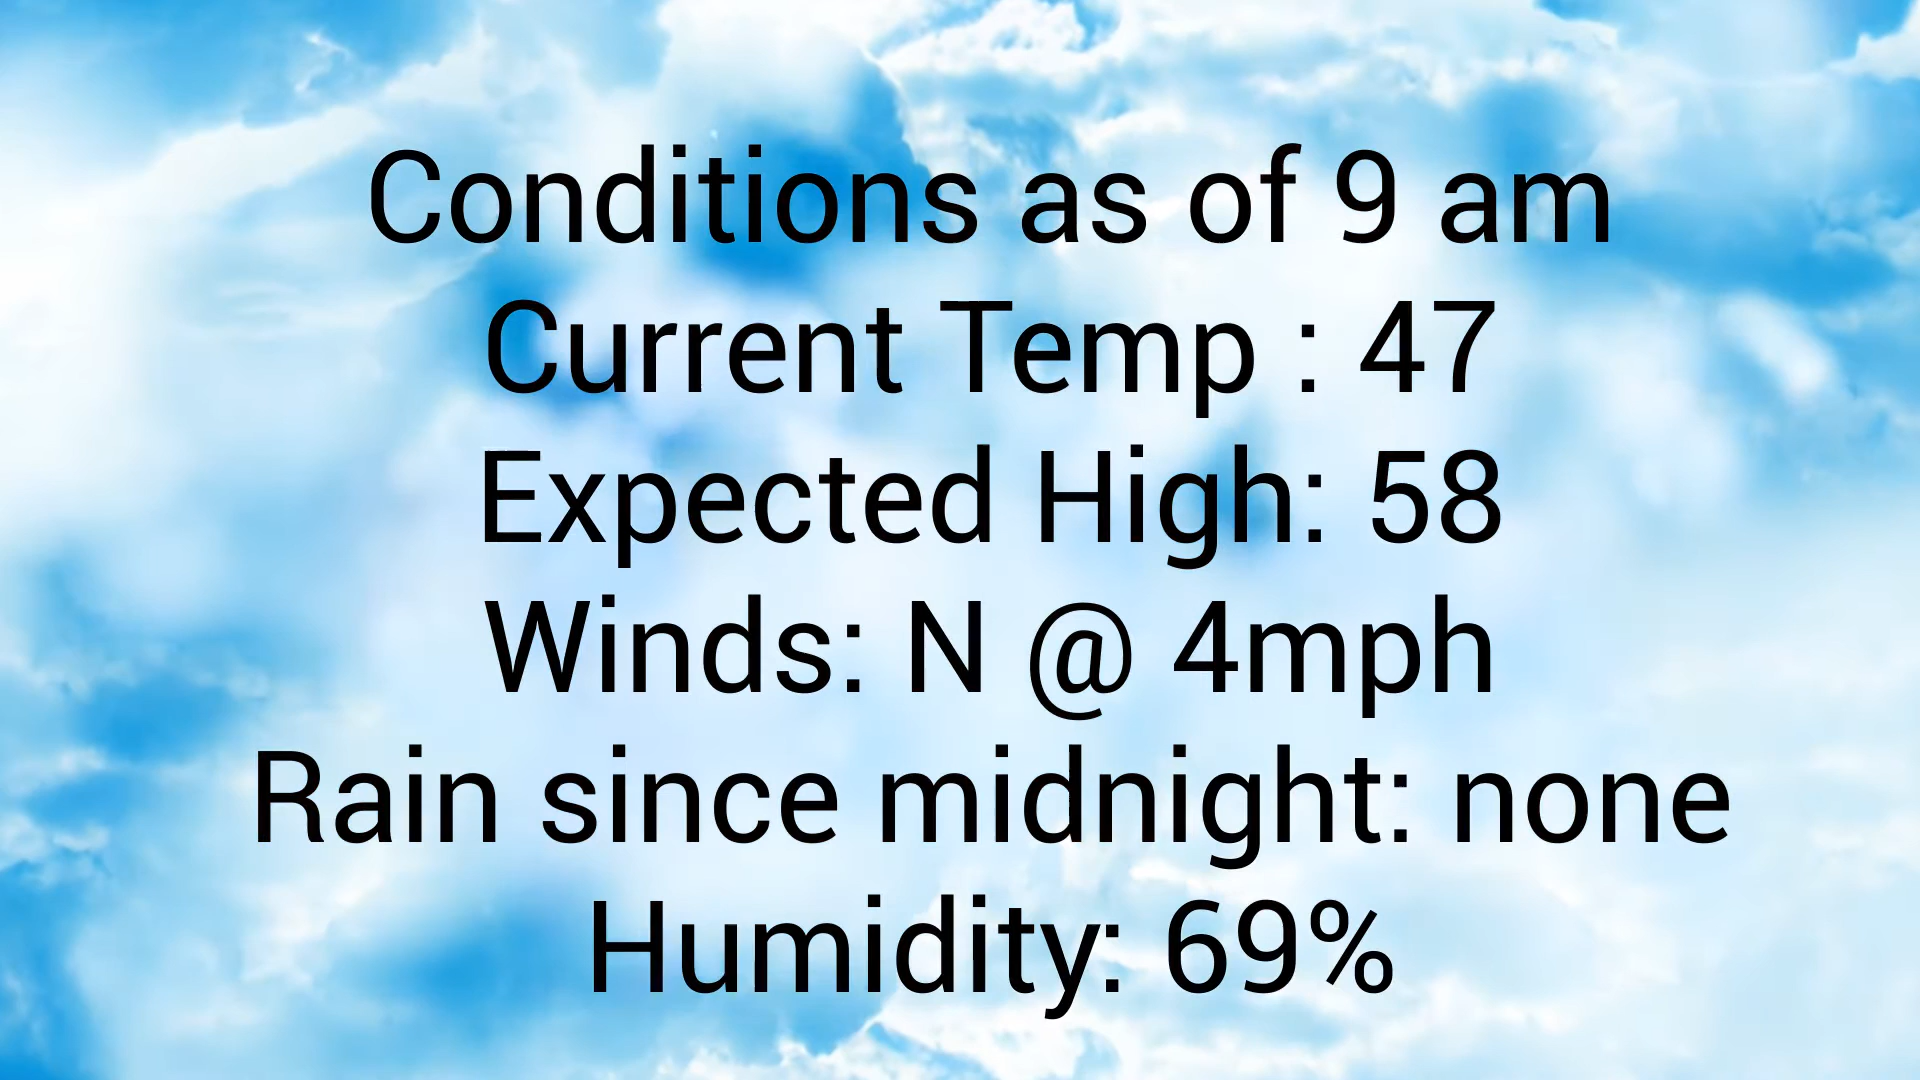 Conditions as of 9 am
Current Temp : 47
Expected High: 58
Winds: N @ 4mph
Rain since midnight: none
Humidity: 69%